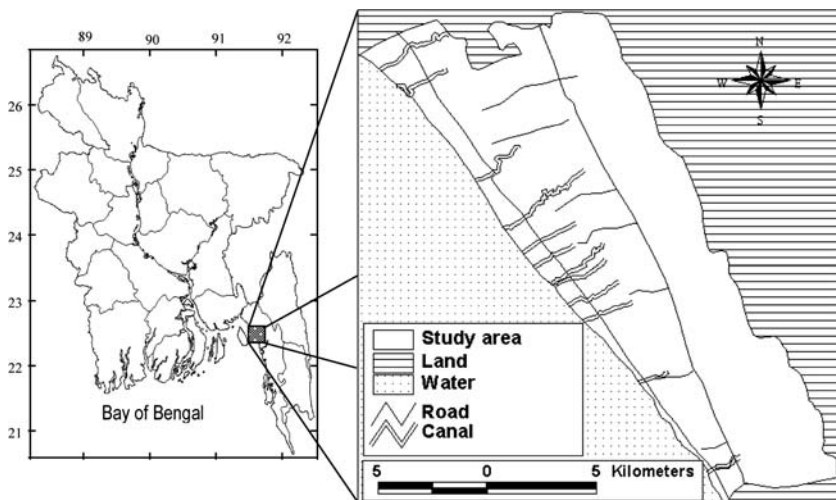 89 90 91 92
26
25
24
23
22
21
Bay of Bengal
N
W E
S
Study area
Land
Water
Road
Canal
5 0 5 Kilometers